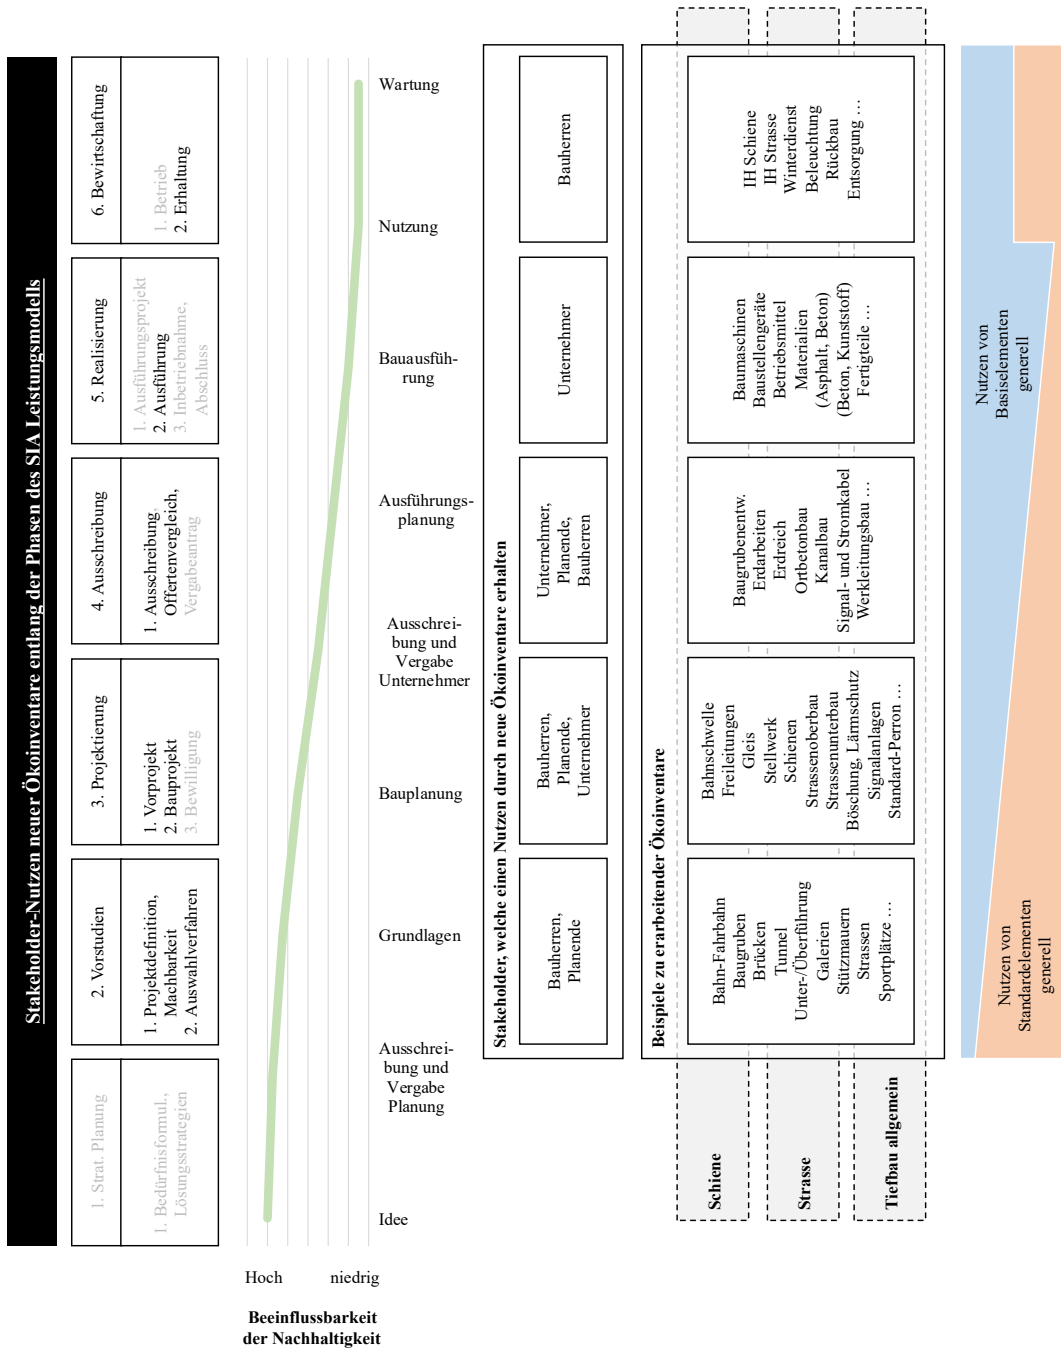 Stakeholder-Nutzen neuer Ökoinventare entlang der Phasen des SIA Leistungsmodells
1. Strat. Planung
1. Bedürfnisformul.,
Lösungsstrategien
2. Vorstudien
1. Projektdefinition,
Machbarkeit
2. Auswahlverfahren
3. Projektierung
1. Vorprojekt
2. Bauprojekt
3. Bewilligung
4. Ausschreibung
1. Ausschreibung,
Offertenvergleich,
Vergabeantrag
5. Realisierung
1. Ausführungsprojekt
2. Ausführung
3. Inbetriebnahme,
Abschluss
6. Bewirtschaftung
1. Betrieb
2. Erhaltung
Hoch
niedrig
Beeinflussbarkeit
der Nachhaltigkeit
Idee
Ausschrei-
bung und
Vergabe
Planung
Grundlagen
Bauplanung
Ausschrei-
bung und
Vergabe
Unternehmer
Ausführungs-
planung
Bauausfüh-
rung
Nutzung
Wartung
Stakeholder, welche einen Nutzen durch neue Ökoinventare erhalten
Bauherren,
Planende
Bauherren,
Planende,
Unternehmer
Unternehmer,
Planende,
Bauherren
Unternehmer
Bauherren
Beispiele zu erarbeitender Ökoinventare
Schiene
Strasse
Tiefbau allgemein
Bahn-Fahrbahn
Baugruben
Brücken
Tunnel
Unter-/Überführung
Galerien
Stützmauern
Strassen
Sportplätze …
Bahnschwelle
Freileitungen
Gleis
Stellwerk
Schienen
Strassenoberbau
Strassenunterbau
Böschung, Lärmschutz
Signalanlagen
Standard-Perron …
Baugrubenentw.
Erdarbeiten
Erdreich
Ortbetonbau
Kanalbau
Signal- und Stromkabel
Werkleitungsbau …
Baumaschinen
Baustellengeräte
Betriebsmittel
Materialien
(Asphalt, Beton)
(Beton, Kunststoff)
Fertigteile …
IH Schiene
IH Strasse
Winterdienst
Beleuchtung
Rückbau
Entsorgung …
Nutzen von
Standardelementen
generell
Nutzen von
Basiselementen
generell